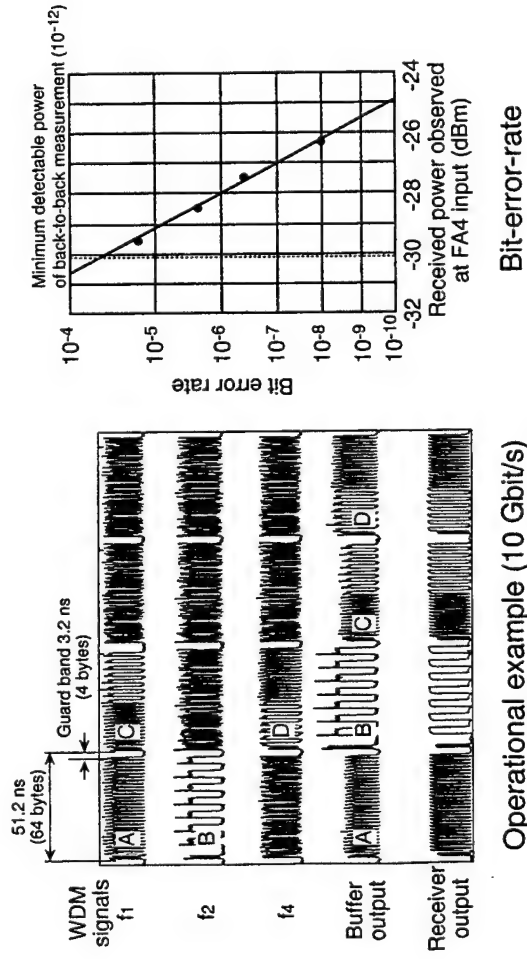 51.2 ns
(64 bytes)
Guard band 3.2 ns
(4 bytes)
WDM
signals
f1
A
C
f2
B
f4
D
Buffer
output
A
B
C
D
Receiver
output
Operational example (10 Gbit/s)
Minimum detectable power
of back-to-back measurement (10-12)
Bit error rate
10-4
10-5
10-6
10-7
10-8
10-9
10-10
-32
-30
-28
-26
-24
Received power observed
at FA4 input (dBm)
Bit-error-rate